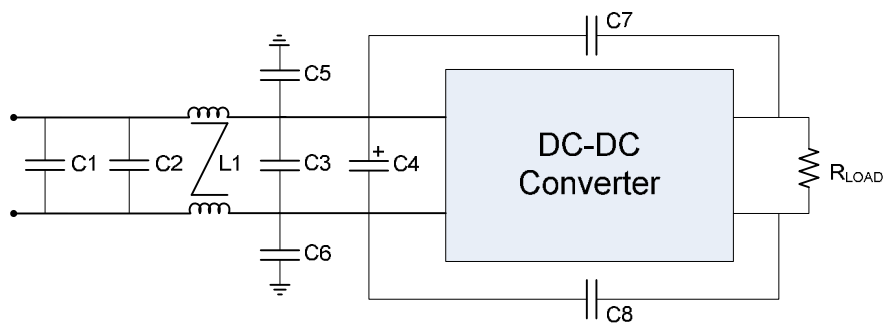 C7
C5
DC-DC
Converter
C1
C2
L1
C3
+
C4
RLOAD
C6
C8